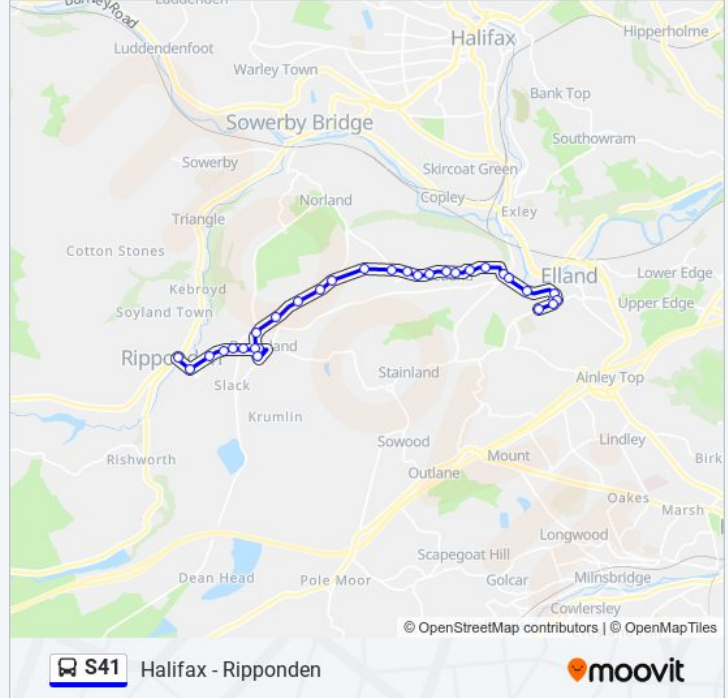 Burnley Road
Luddenden
Luddendenfoot
Halifax
Hipperholme
Warley Town
Bank Top
Sowerby Bridge
Southowram
Sowerby
Skircoat Green
Norland
Copley
Triangle
Exley
Cotton Stones
Elland
Lower Edge
Kebroyd
Soyland Town
Upper Edge
Ripponden
Stainland
Ainley Top
Slack
Krumlin
Sowood
Lindley
Rishworth
Mount
Birk
Outlane
Oakes
Marsh
Longwood
Scapegoat Hill
Dean Head
Pole Moor
Golcar
Milnsbridge
Cowlersley
© OpenStreetMap contributors | © OpenMapTiles
S41 Halifax - Ripponden
moovit